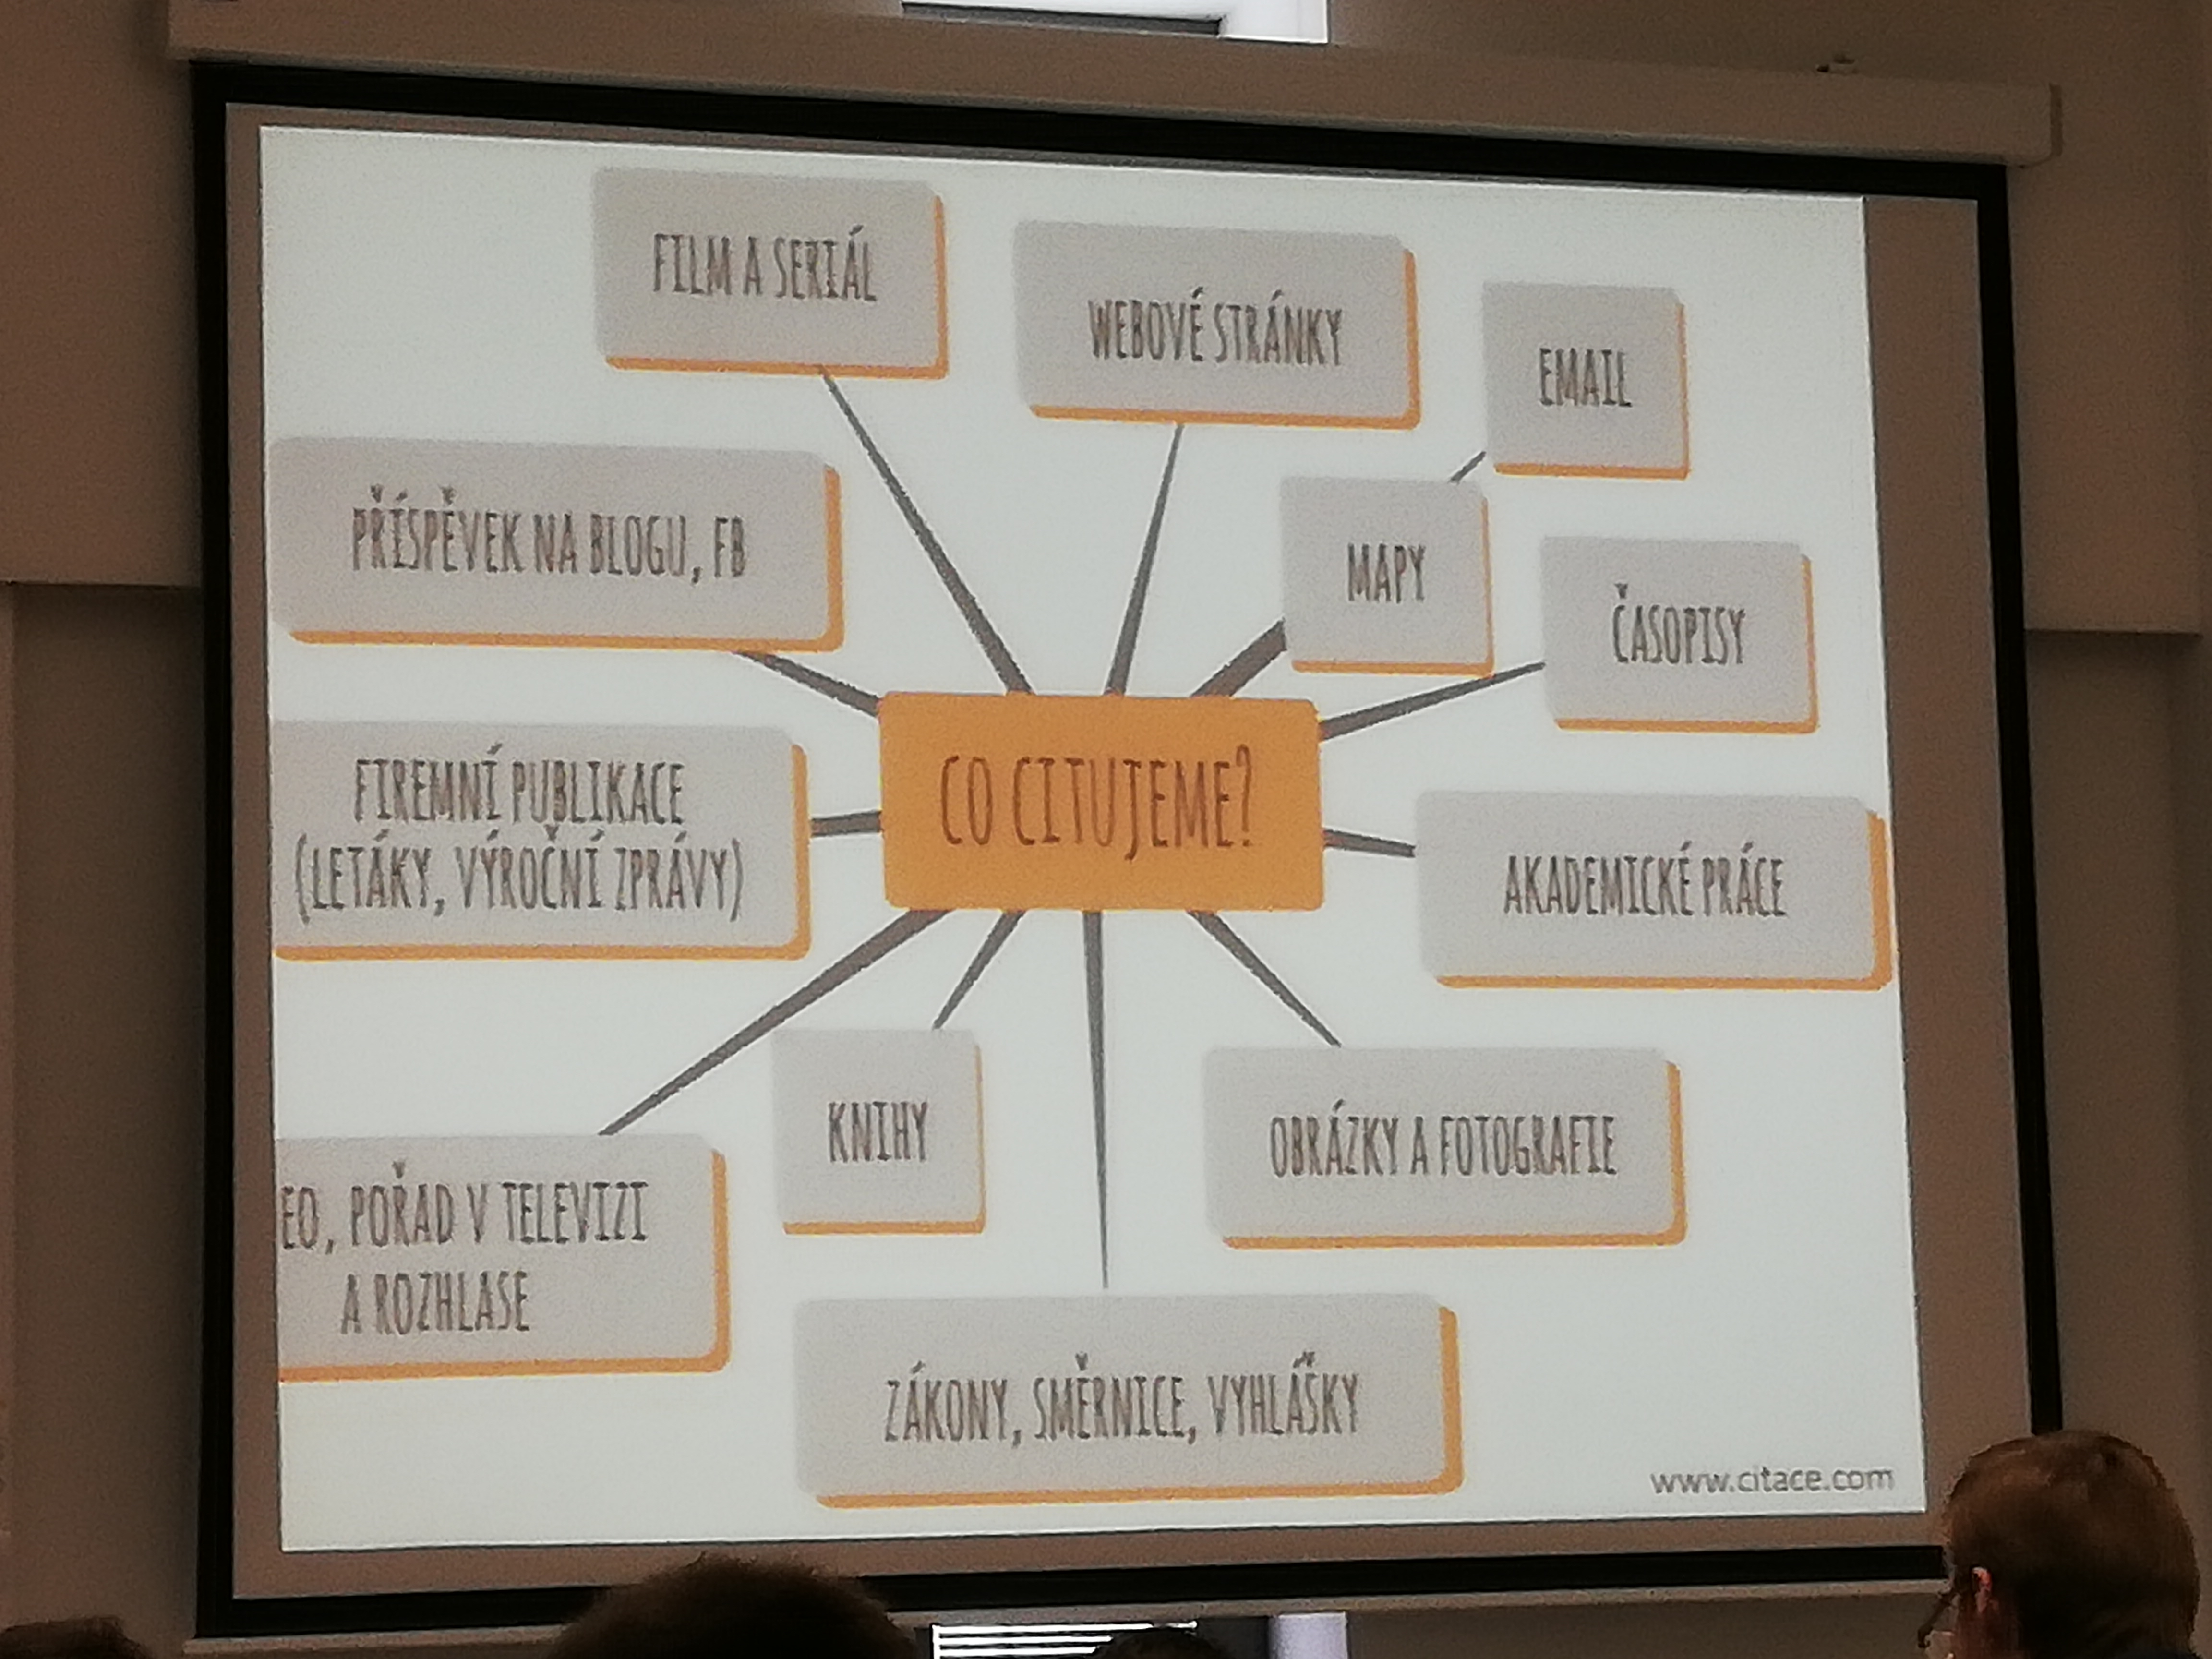 FILM A SERIÁL
WEBOVÉ STRÁNKY
EMAIL
PŘÍSPĚVEK NA BLOGU, FB
MAPY
ČASOPISY
CO CITUJEME?
FIREMNÍ PUBLIKACE
(LETÁKY, VÝROČNÍ ZPRÁVY)
AKADEMICKÉ PRÁCE
EO, POŘAD V TELEVIZI
A ROZHLASE
KNIHY
OBRÁZKY A FOTOGRAFIE
ZÁKONY, SMĚRNICE, VYHLÁŠKY
www.citace.com